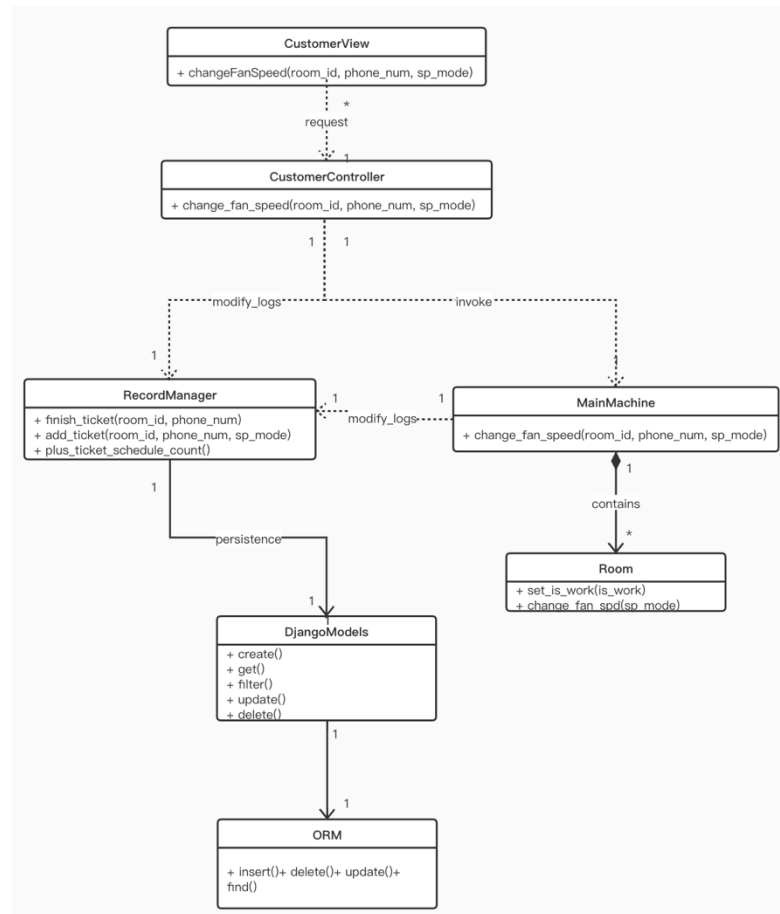 CustomerView
+ changeFanSpeed(room_id, phone_num, sp_mode)
*
request
1
CustomerController
+ change_fan_speed(room_id, phone_num, sp_mode)
1 1
modify_logs invoke
1 1
RecordManager
+ finish_ticket(room_id, phone_num)
+ add_ticket(room_id, phone_num, sp_mode)
+ plus_ticket_schedule_count()
1 1
modify_logs
MainMachine
+ change_fan_speed(room_id, phone_num, sp_mode)
1
contains
*
Room
+ set_is_work(is_work)
+ change_fan_spd(sp_mode)
1
persistence
1
DjangoModels
+ create()
+ get()
+ filter()
+ update()
+ delete()
1
1
ORM
+ insert()+ delete()+ update()+
find()